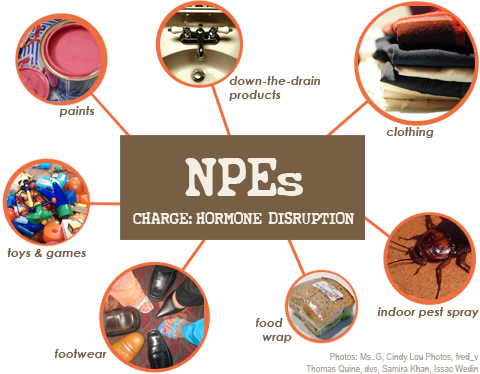 paints
down-the-drain
products
clothing
NPEs
CHARGE: HORMONE DISRUPTION
toys & games
indoor pest spray
footwear
food
wrap
Photos: Ms..G, Cindy Lou Photos, fred_v
Thomas Quine, dvs, Samira Khan, Issac Wedin